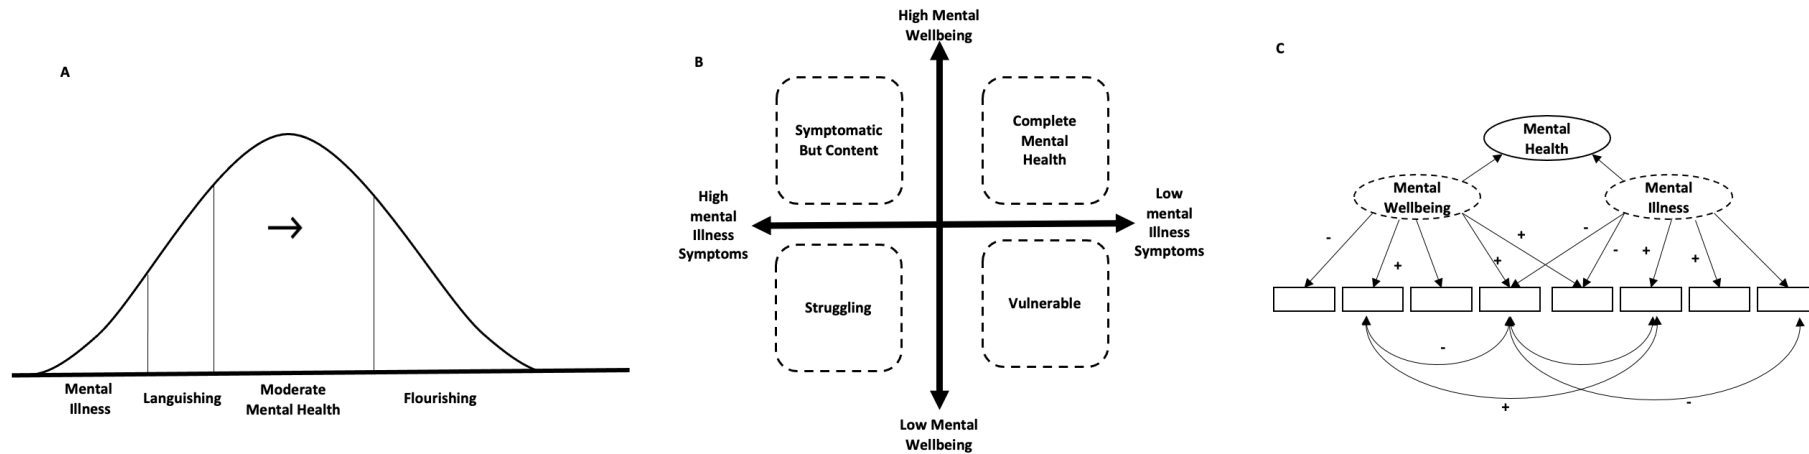 A
Mental
Illness
Languishing
Moderate
Mental Health
Flourishing
→
B
High Mental
Wellbeing
Symptomatic
But Content
Complete
Mental
Health
High
mental
Illness
Symptoms
Low
mental
Illness
Symptoms
Struggling
Vulnerable
Low Mental
Wellbeing
C
Mental
Health
Mental
Wellbeing
Mental
Illness
-
+
+
+
-
-
+
+
-
+
-